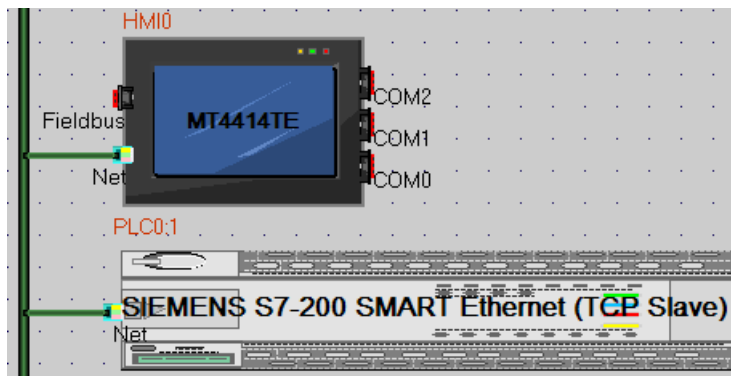 HMI0
COM2
Fieldbus
MT4414TE
COM1
Net
COM0
PLC0:1
SIEMENS S7-200 SMART Ethernet (TCP Slave)
Net